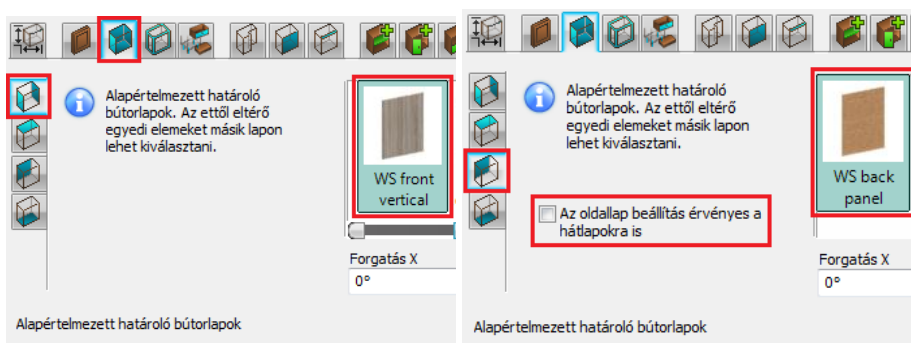 Alapértelmezett határoló
bútorlapok. Az ettől eltérő
egyedi elemeket másik lapon
lehet kiválasztani.
WS front
vertical
Forgatás X
0°
Alapértelmezett határoló bútorlapok
Alapértelmezett határoló
bútorlapok. Az ettől eltérő
egyedi elemeket másik lapon
lehet kiválasztani.
Az oldallap beállítás érvényes a
hátlapokra is
WS back
panel
Forgatás X
0°
Alapértelmezett határoló bútorlapok